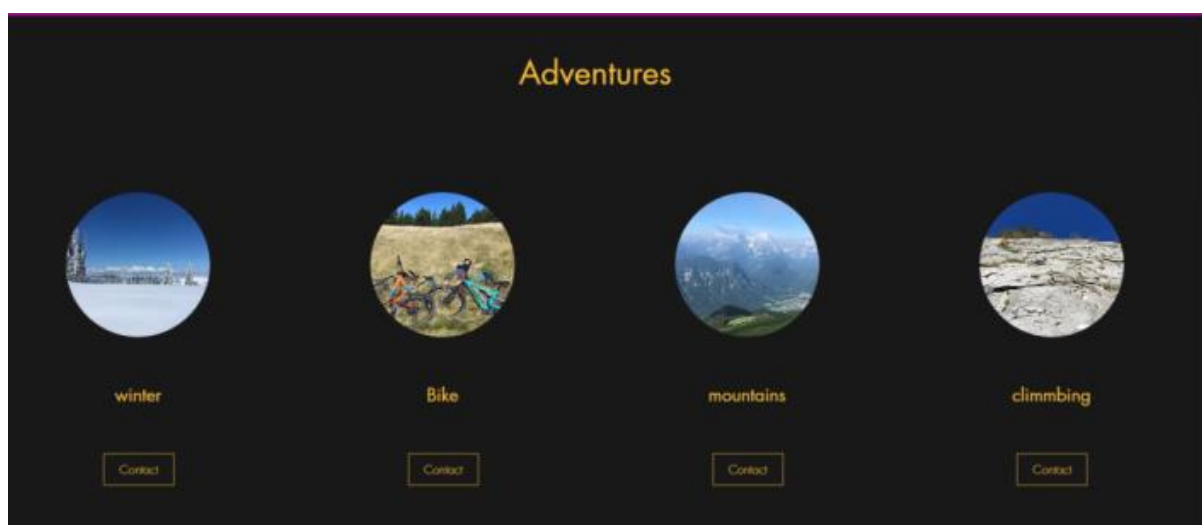 Adventures
winter
Bike
mountains
climmbing
Contact
Contact
Contact
Contact